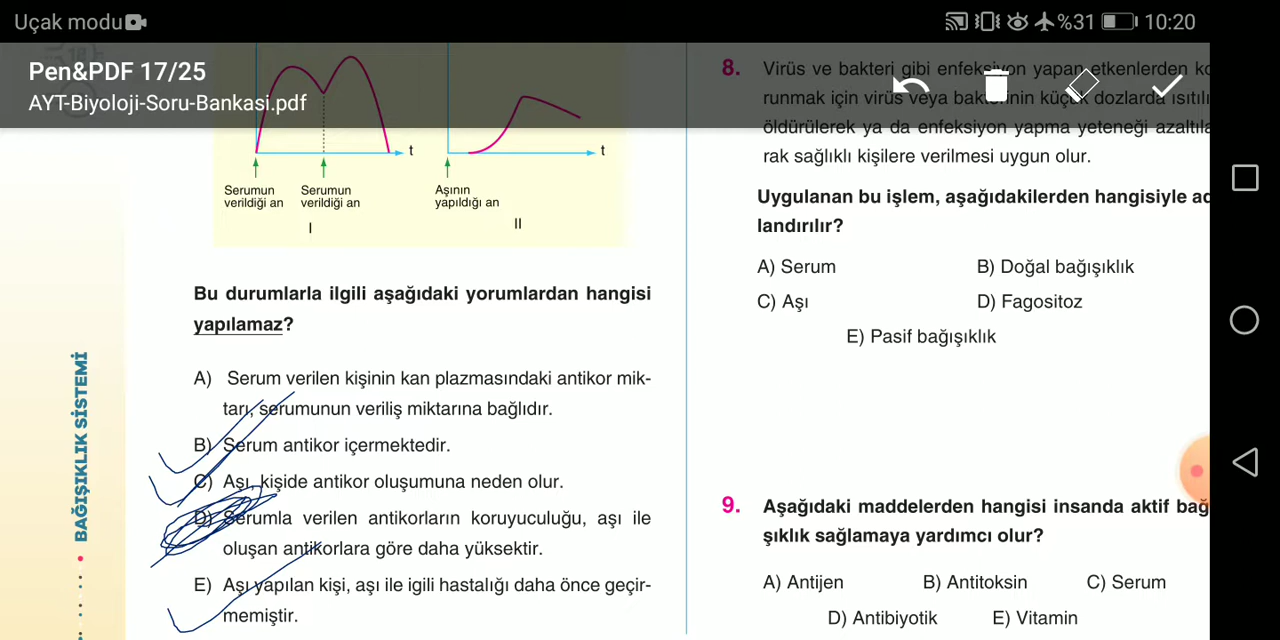 Uçak modu
%31 10:20
Pen&PDF 17/25
AYT-Biyoloji-Soru-Bankasi.pdf
t
t
Serumun
verildiği an
Serumun
verildiği an
Aşının
yapıldığı an
I
II
Bu durumlarla ilgili aşağıdaki yorumlardan hangisi
yapılamaz?
A) Serum verilen kişinin kan plazmasındaki antikor mik-
tarı, serumunun veriliş miktarına bağlıdır.
B) Serum antikor içermektedir.
C) Aşı, kişide antikor oluşumuna neden olur.
D) Serumla verilen antikorların koruyuculuğu, aşı ile
oluşan antikorlara göre daha yüksektir.
E) Aşı yapılan kişi, aşı ile igili hastalığı daha önce geçir-
memiştir.
BAĞIŞIKLIK SİSTEMİ
8. Virüs ve bakteri gibi enfeksiyon yapan etkenlerden ko
runmak için virüs veya bakterinin küçük dozlarda ısıtılı
öldürülerek ya da enfeksiyon yapma yeteneği azaltıla
rak sağlıklı kişilere verilmesi uygun olur.
Uygulanan bu işlem, aşağıdakilerden hangisiyle ad
landırılır?
A) Serum B) Doğal bağışıklık
C) Aşı D) Fagositoz
E) Pasif bağışıklık
9. Aşağıdaki maddelerden hangisi insanda aktif bağ
şıklık sağlamaya yardımcı olur?
A) Antijen B) Antitoksin C) Serum
D) Antibiyotik E) Vitamin